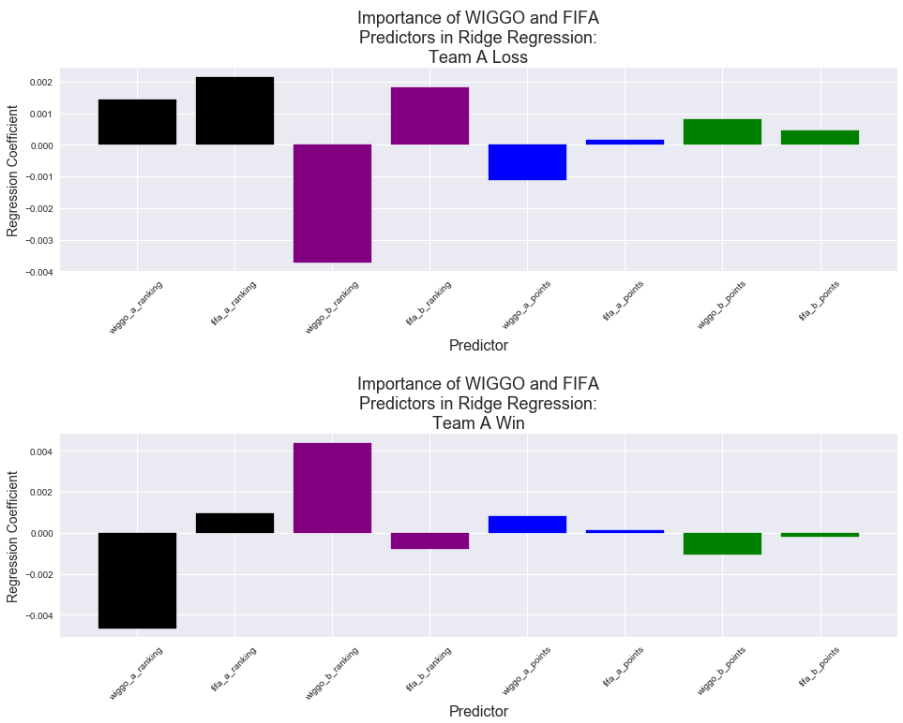 Importance of WIGGO and FIFA
Predictors in Ridge Regression:
Team A Loss
Regression Coefficient
0.002
0.001
0.000
−0.001
−0.002
−0.003
−0.004
wiggo_a_ranking
fifa_a_ranking
wiggo_b_ranking
fifa_b_ranking
wiggo_a_points
fifa_a_points
wiggo_b_points
fifa_b_points
Predictor
Importance of WIGGO and FIFA
Predictors in Ridge Regression:
Team A Win
Regression Coefficient
0.004
0.002
0.000
−0.002
−0.004
wiggo_a_ranking
fifa_a_ranking
wiggo_b_ranking
fifa_b_ranking
wiggo_a_points
fifa_a_points
wiggo_b_points
fifa_b_points
Predictor